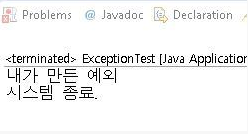 Problems @ Javadoc Declaration
<terminated> ExceptionTest [Java Application
내가 만든 예외
시스템 종료.